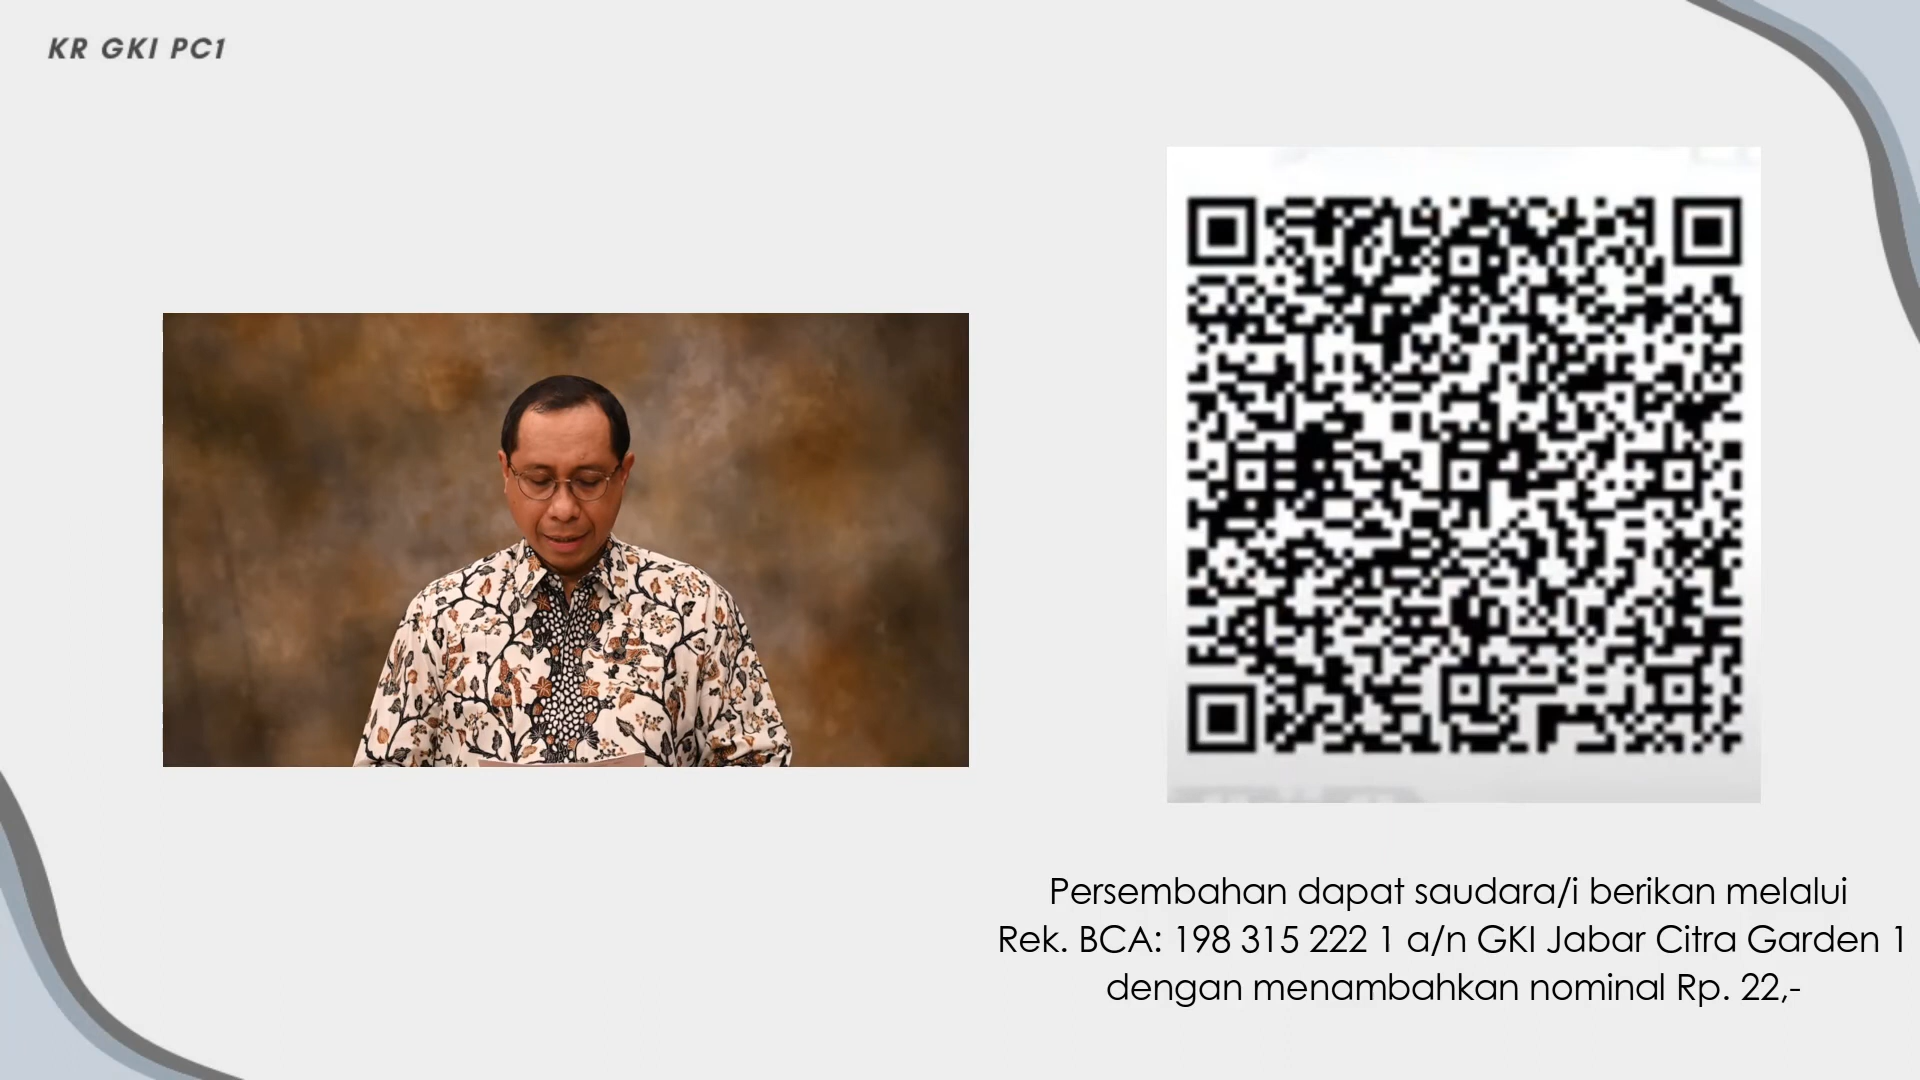 KR GKI PC1
Persembahan dapat saudara/i berikan melalui
Rek. BCA: 198 315 222 1 a/n GKI Jabar Citra Garden 1
dengan menambahkan nominal Rp. 22,-